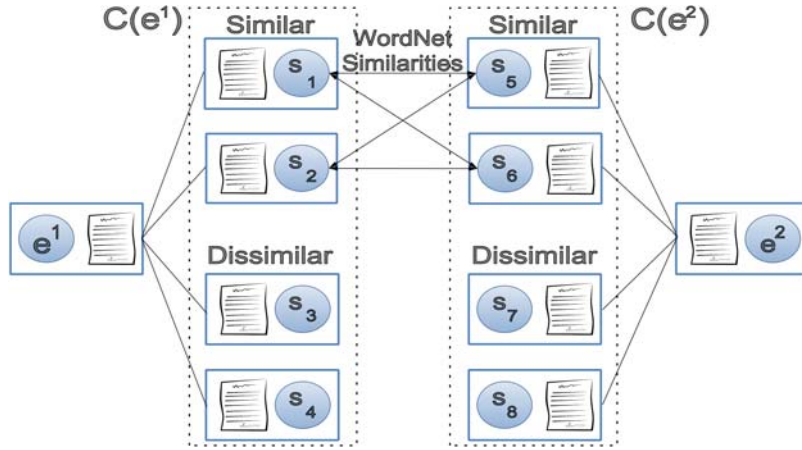 C(e¹) Similar WordNet Similarities Similar C(e²)
s₁ s₅
s₂ s₆
e¹ e²
Dissimilar Dissimilar
s₃ s₇
s₄ s₈